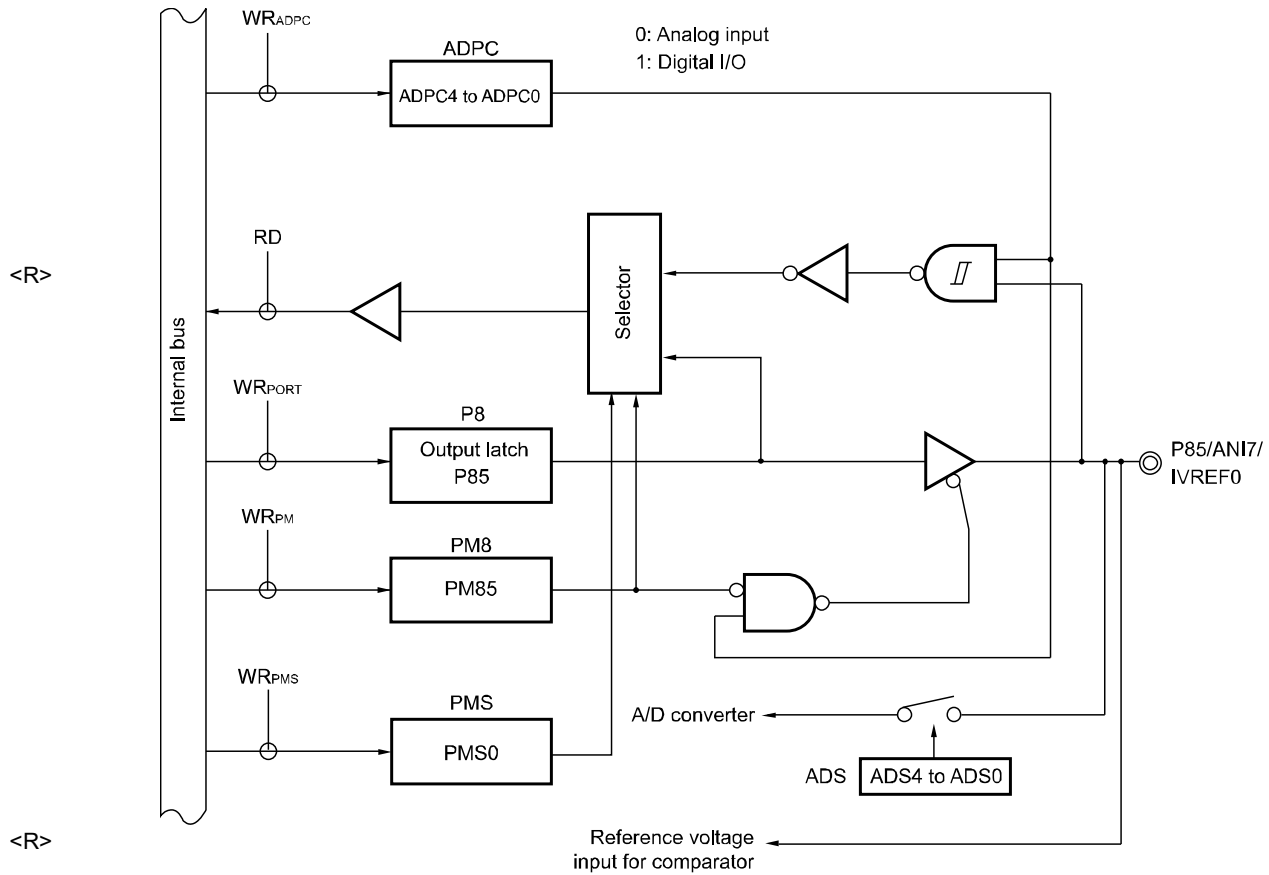 WRADPC
ADPC
ADPC4 to ADPC0
0: Analog input
1: Digital I/O
<R>
RD
Selector
Internal bus
WRPORT
P8
Output latch
P85
P85/ANI7/
IVREF0
WRPM
PM8
PM85
WRPMS
PMS
PMS0
A/D converter
ADS
ADS4 to ADS0
<R>
Reference voltage
input for comparator